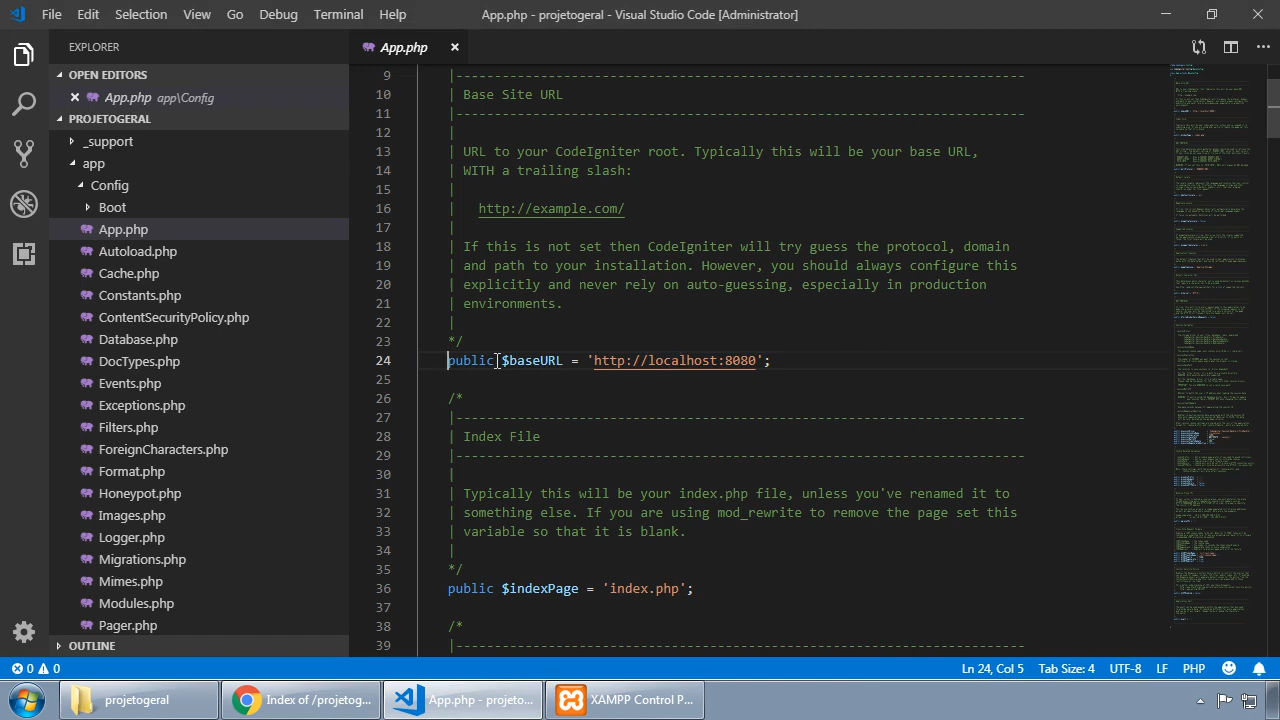 File Edit Selection View Go Debug Terminal Help
App.php - projetogeral - Visual Studio Code [Administrator]
EXPLORER
OPEN EDITORS
App.php app\Config
PROJETOGERAL
_support
app
Config
Boot
App.php
Autoload.php
Cache.php
Constants.php
ContentSecurityPolicy.php
Database.php
DocTypes.php
Events.php
Exceptions.php
Filters.php
ForeignCharacters.php
Format.php
Honeypot.php
Images.php
Logger.php
Migrations.php
Mimes.php
Modules.php
Pager.php
OUTLINE
App.php
9 |--------------------------------------------------------------------------
10 | Base Site URL
11 |--------------------------------------------------------------------------
12 |
13 | URL to your CodeIgniter root. Typically this will be your base URL,
14 | WITH a trailing slash:
15 |
16 | http://example.com/
17 |
18 | If this is not set then CodeIgniter will try guess the protocol, domain
19 | and path to your installation. However, you should always configure this
20 | explicitly and never rely on auto-guessing, especially in production
21 | environments.
22 |
23 */
24 public $baseURL = 'http://localhost:8080';
25
26 /*
27 |--------------------------------------------------------------------------
28 | Index File
29 |--------------------------------------------------------------------------
30 |
31 | Typically this will be your index.php file, unless you've renamed it to
32 | something else. If you are using mod_rewrite to remove the page set this
33 | variable so that it is blank.
34 |
35 */
36 public $indexPage = 'index.php';
37
38 /*
39 |--------------------------------------------------------------------------
0 0
Ln 24, Col 5 Tab Size: 4 UTF-8 LF PHP
projetogeral
Index of /projetog...
App.php - projeto...
XAMPP Control P...